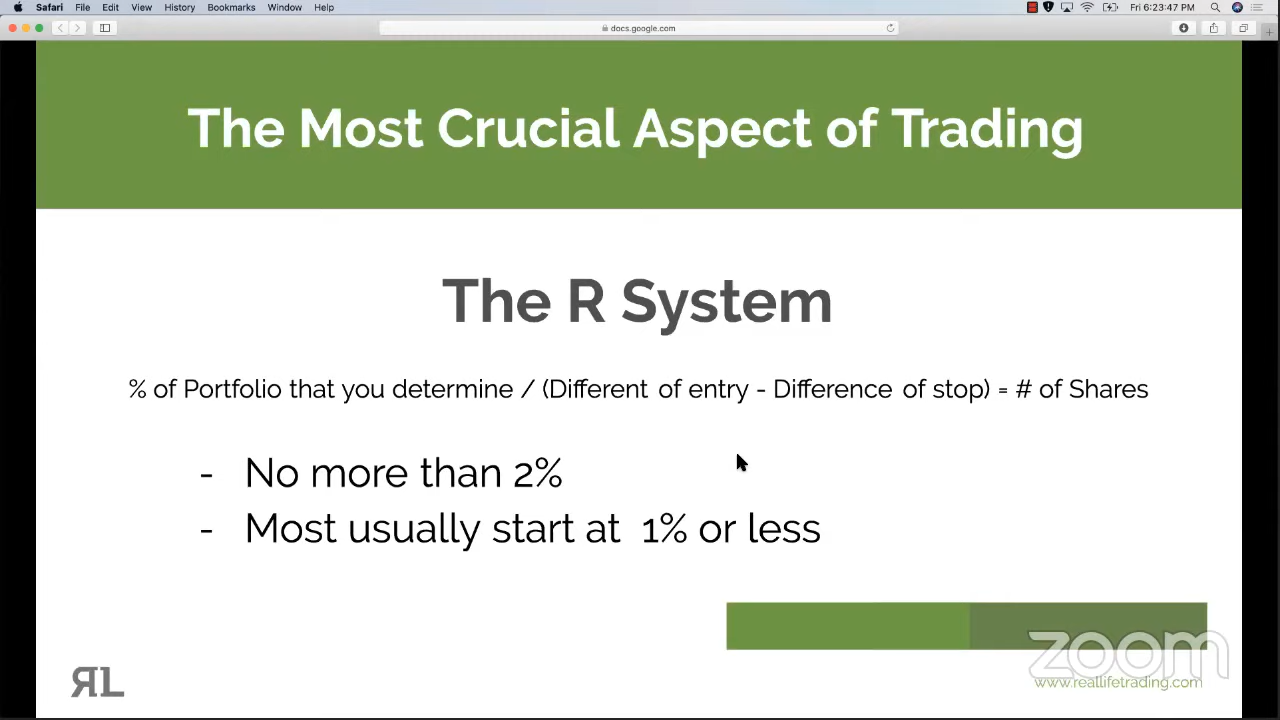 Safari File Edit View History Bookmarks Window Help Fri 6:23:47 PM
docs.google.com
The Most Crucial Aspect of Trading
The R System
% of Portfolio that you determine / (Different of entry - Difference of stop) = # of Shares
- No more than 2%
- Most usually start at 1% or less
zoom
RL
www.reallifetrading.com